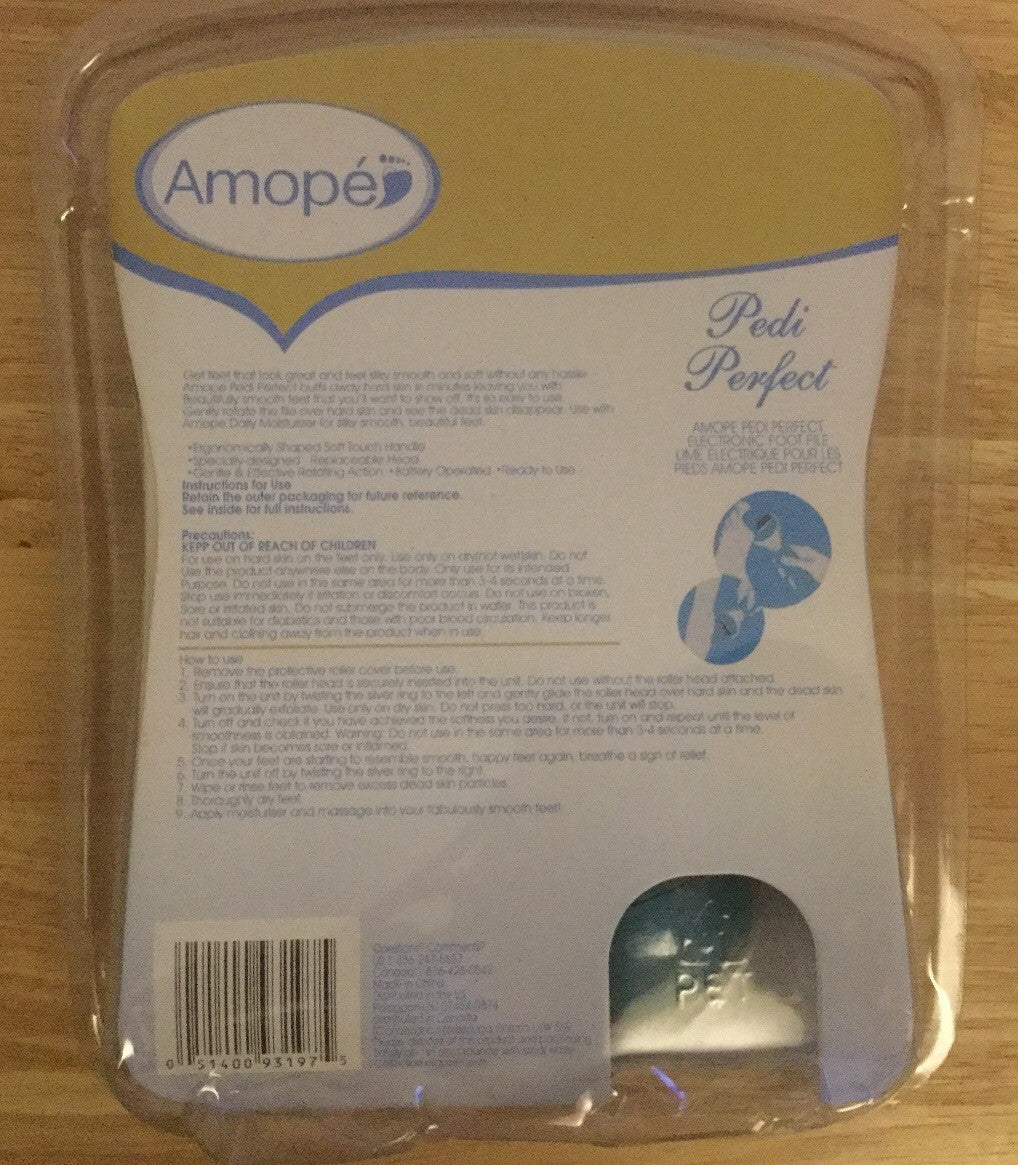 Amopé
Pedi
Perfect
AMOPE PEDI PERFECT
ELECTRONIC FOOT FILE
LIME ELECTRIQUE POUR LES
PIEDS AMOPE PEDI PERFECT
Get feet that look great and feel silky smooth and soft without any hassle
Amope Pedi Perfect buffs away hard skin in minutes leaving you with
Beautifully smooth feet that you'll want to show off. It's so easy to use.
Gently rotate the file over hard skin and see the dead skin disappear. Use with
Amope Daily Moisturizer for silky smooth, beautiful feet.
•Ergonomically Shaped Soft Touch Handle
•Specially-designed Replaceable Head
•Gentle & Effective Rotating Action •Battery Operated •Ready to Use
Instructions for Use
Retain the outer packaging for future reference.
See inside for full instructions.
Precautions:
KEPP OUT OF REACH OF CHILDREN
For use on hard skin on the feet only. Use only on Do not
Use the product anywhere else on the body. Only use for its intended
Purpose. Do not use in the same area for more than 3-4 seconds at a time.
Stop use immediately if irritation or discomfort occurs. Do not use on broken,
Sore or irritated skin. Do not submerge the product in water. This product is
not suitable for diabetics and those with poor blood circulation. Keep longer
hair and clothing away from the product when in use.
How to use
1. Remove the protective roller cover before use.
2. Ensure that the roller head is securely inserted into the unit. Do not use without the roller head attached.
3. Turn on the unit by twisting the silver ring to the left and gently glide the roller head over hard skin and the dead skin
will gradually exfoliate. Use only on dry skin. Do not press too hard, or the unit will stop.
4. Turn off and check if you have achieved the softness you desire. If not, turn on and repeat until the level of
smoothness is obtained. Warning: Do not use in the same area for more than 3-4 seconds at a time.
Stop if skin becomes sore or inflamed.
5. Once your feet are starting to resemble smooth, happy feet again, breathe a sign of relief.
6. Turn the unit off by twisting the silver ring to the right.
7. Wipe or rinse feet to remove excess dead skin particles.
8. Thoroughly dry feet.
9. Apply moisturiser and massage into your fabulously smooth feet!
0 51400 93197 5
Questions? Comments?
Canada
Made in China
Distributed in the US